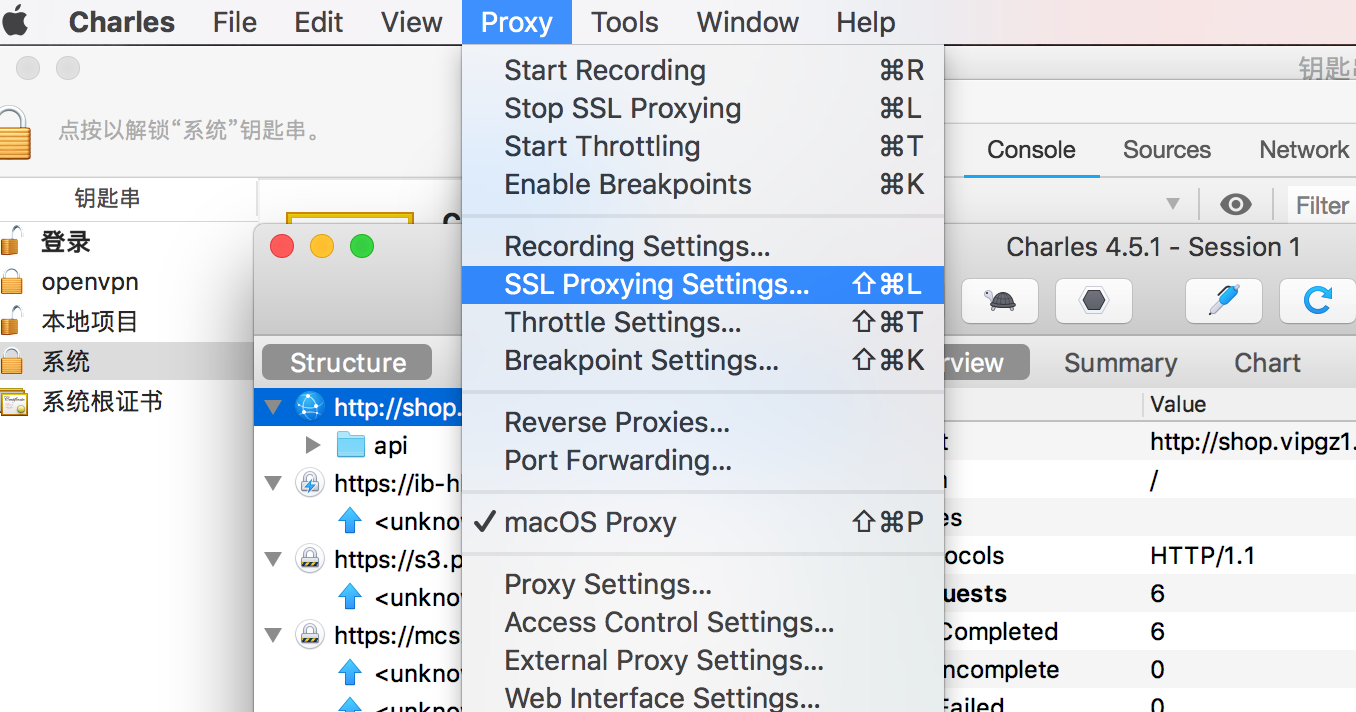 Charles File Edit View Proxy Tools Window Help
Start Recording ⌘R
Stop SSL Proxying ⌘L
Start Throttling ⌘T
Enable Breakpoints ⌘K
Recording Settings... 
SSL Proxying Settings... ⇧⌘L
Throttle Settings... ⇧⌘T
Breakpoint Settings... ⇧⌘K
Reverse Proxies...
Port Forwarding...
✓ macOS Proxy ⇧⌘P
Proxy Settings...
Access Control Settings...
External Proxy Settings...
Web Interface Settings...
点按以解锁“系统”钥匙串。
钥匙串
登录
openvpn
本地项目
系统
系统根证书
钥匙
Console Sources Network
Filter
Charles 4.5.1 - Session 1
Structure
http://shop.
api
https://ib-h
<unkno
https://s3.p
<unkno
https://mcs
<unkno
rview Summary Chart
Value
http://shop.vipgz1.
/
es
ocols HTTP/1.1
uests 6
Completed 6
ncomplete 0
Failed 0